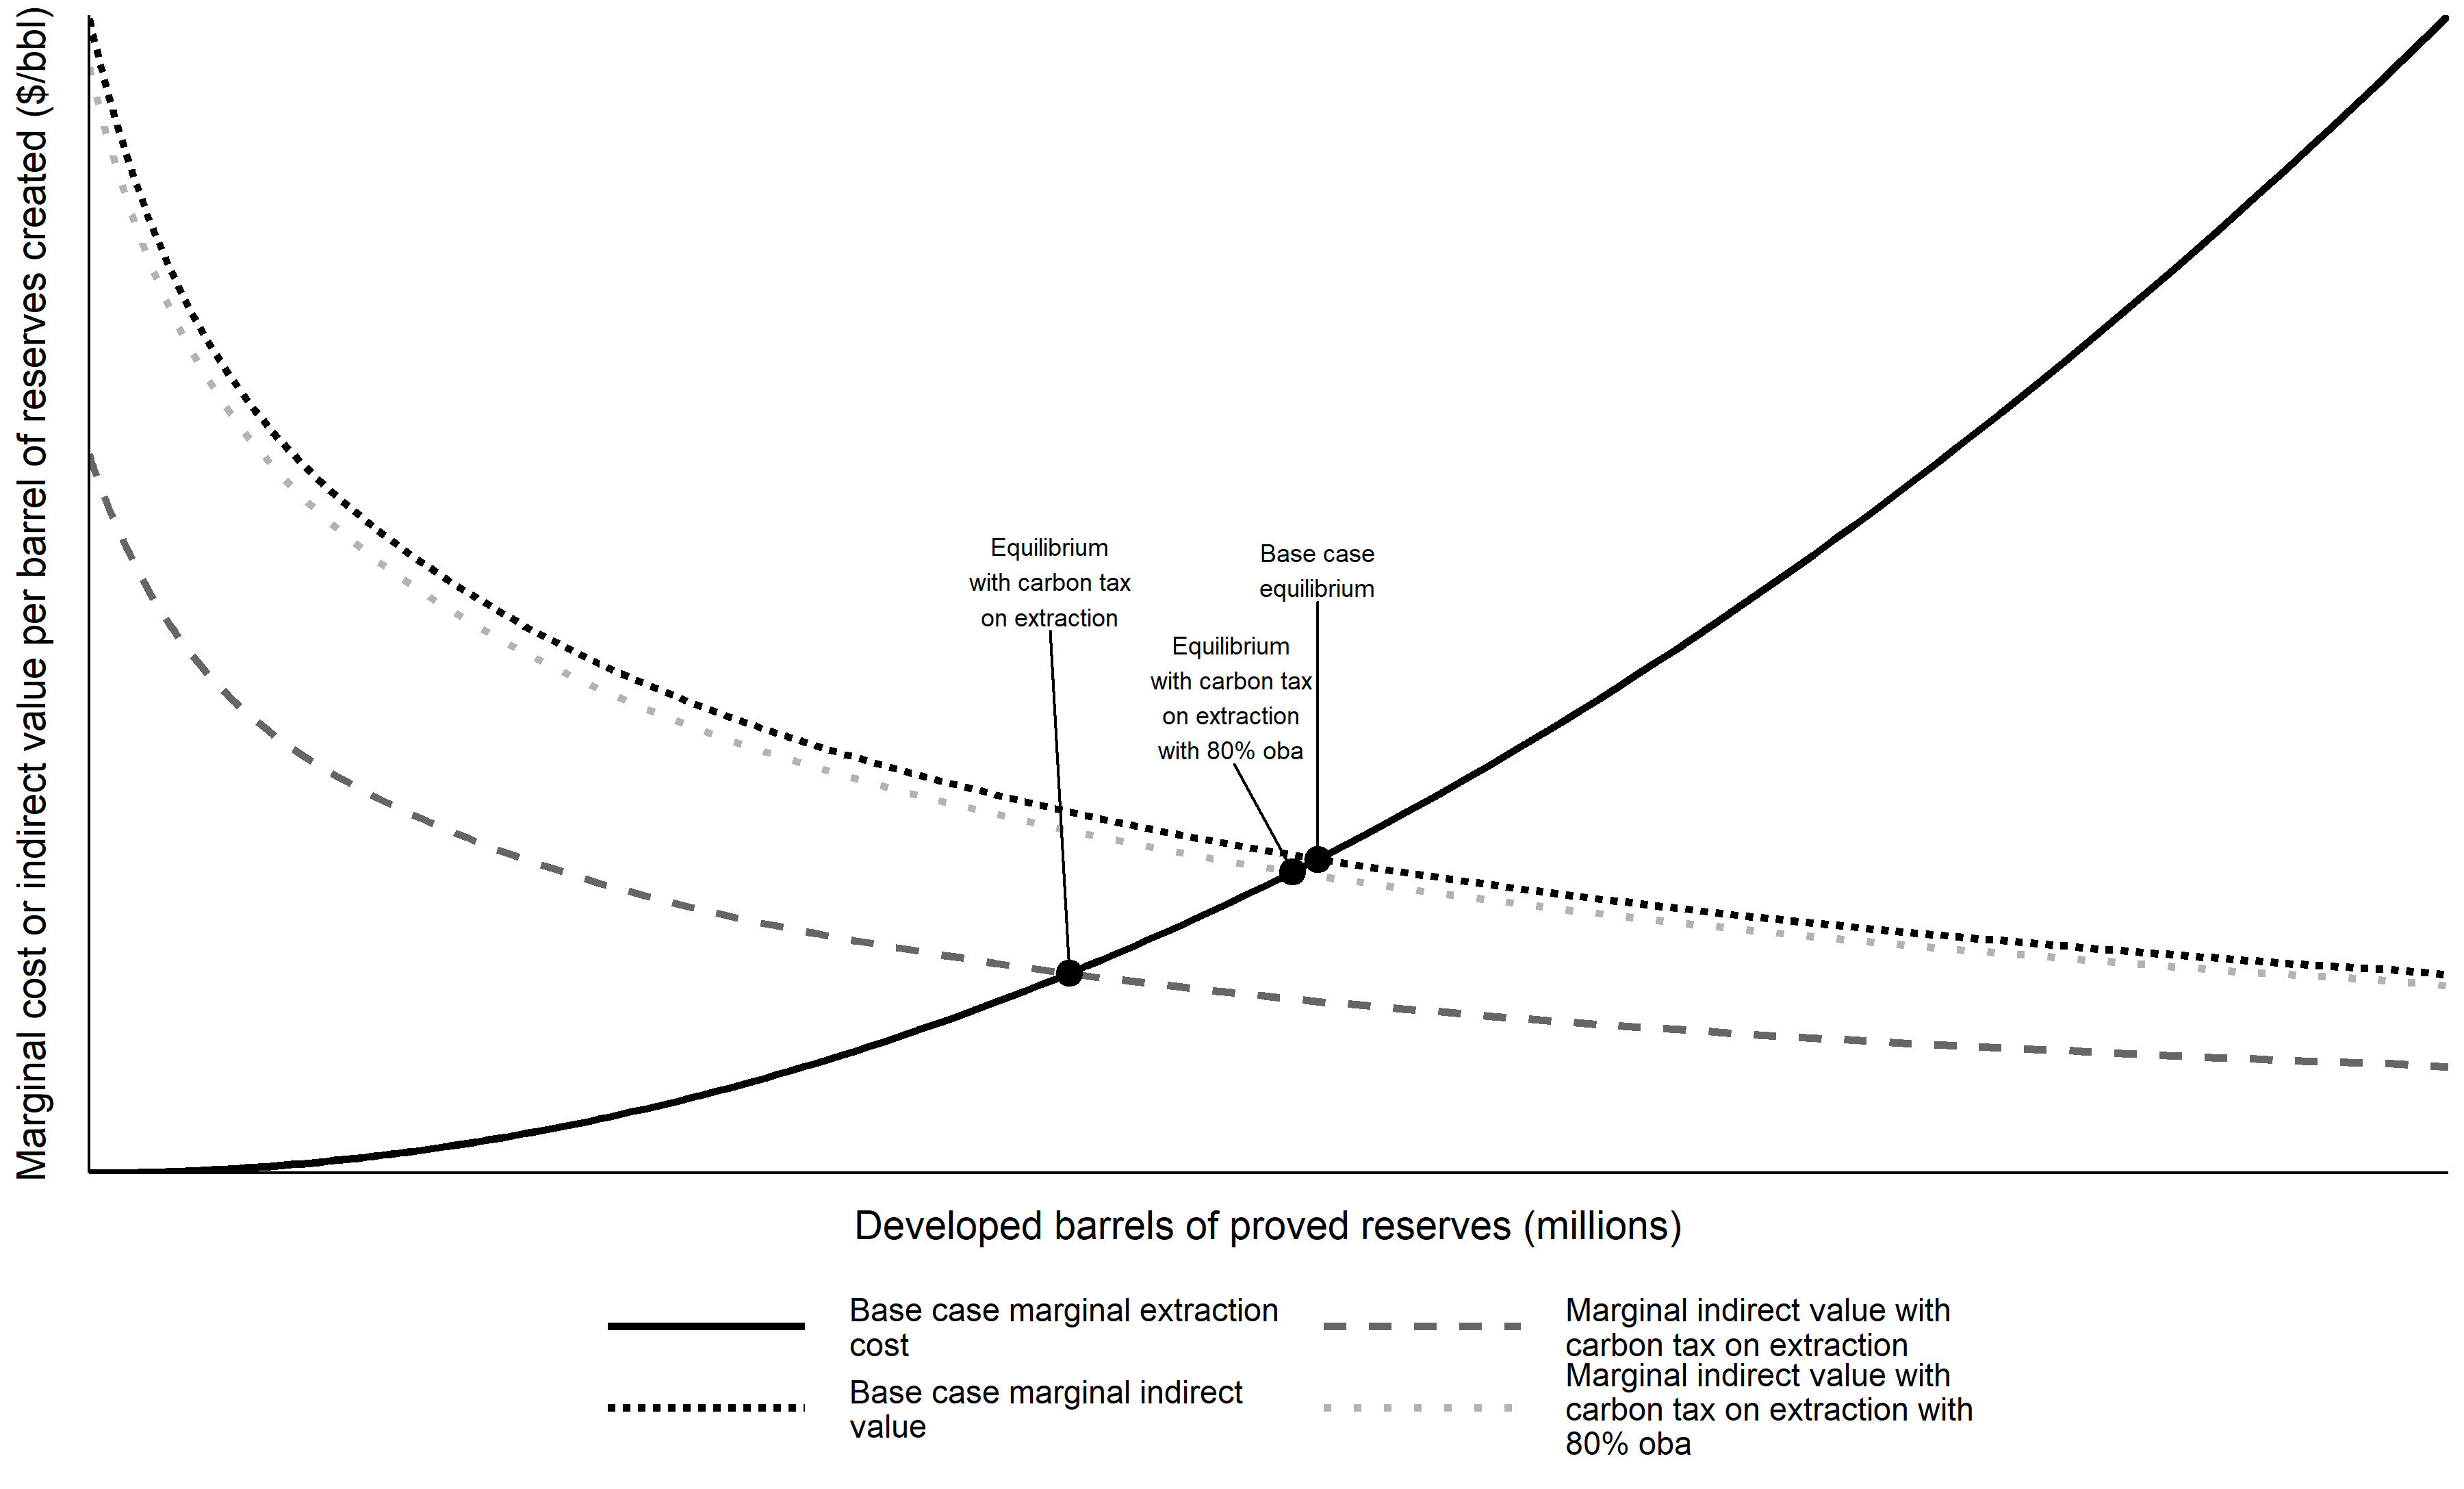 Marginal cost or indirect value per barrel of reserves created ($/bbl)
Equilibrium
with carbon tax
on extraction
Base case
equilibrium
Equilibrium
with carbon tax
on extraction
with 80% oba
Developed barrels of proved reserves (millions)
Base case marginal extraction
cost
Base case marginal indirect
value
Marginal indirect value with
carbon tax on extraction
Marginal indirect value with
carbon tax on extraction with
80% oba